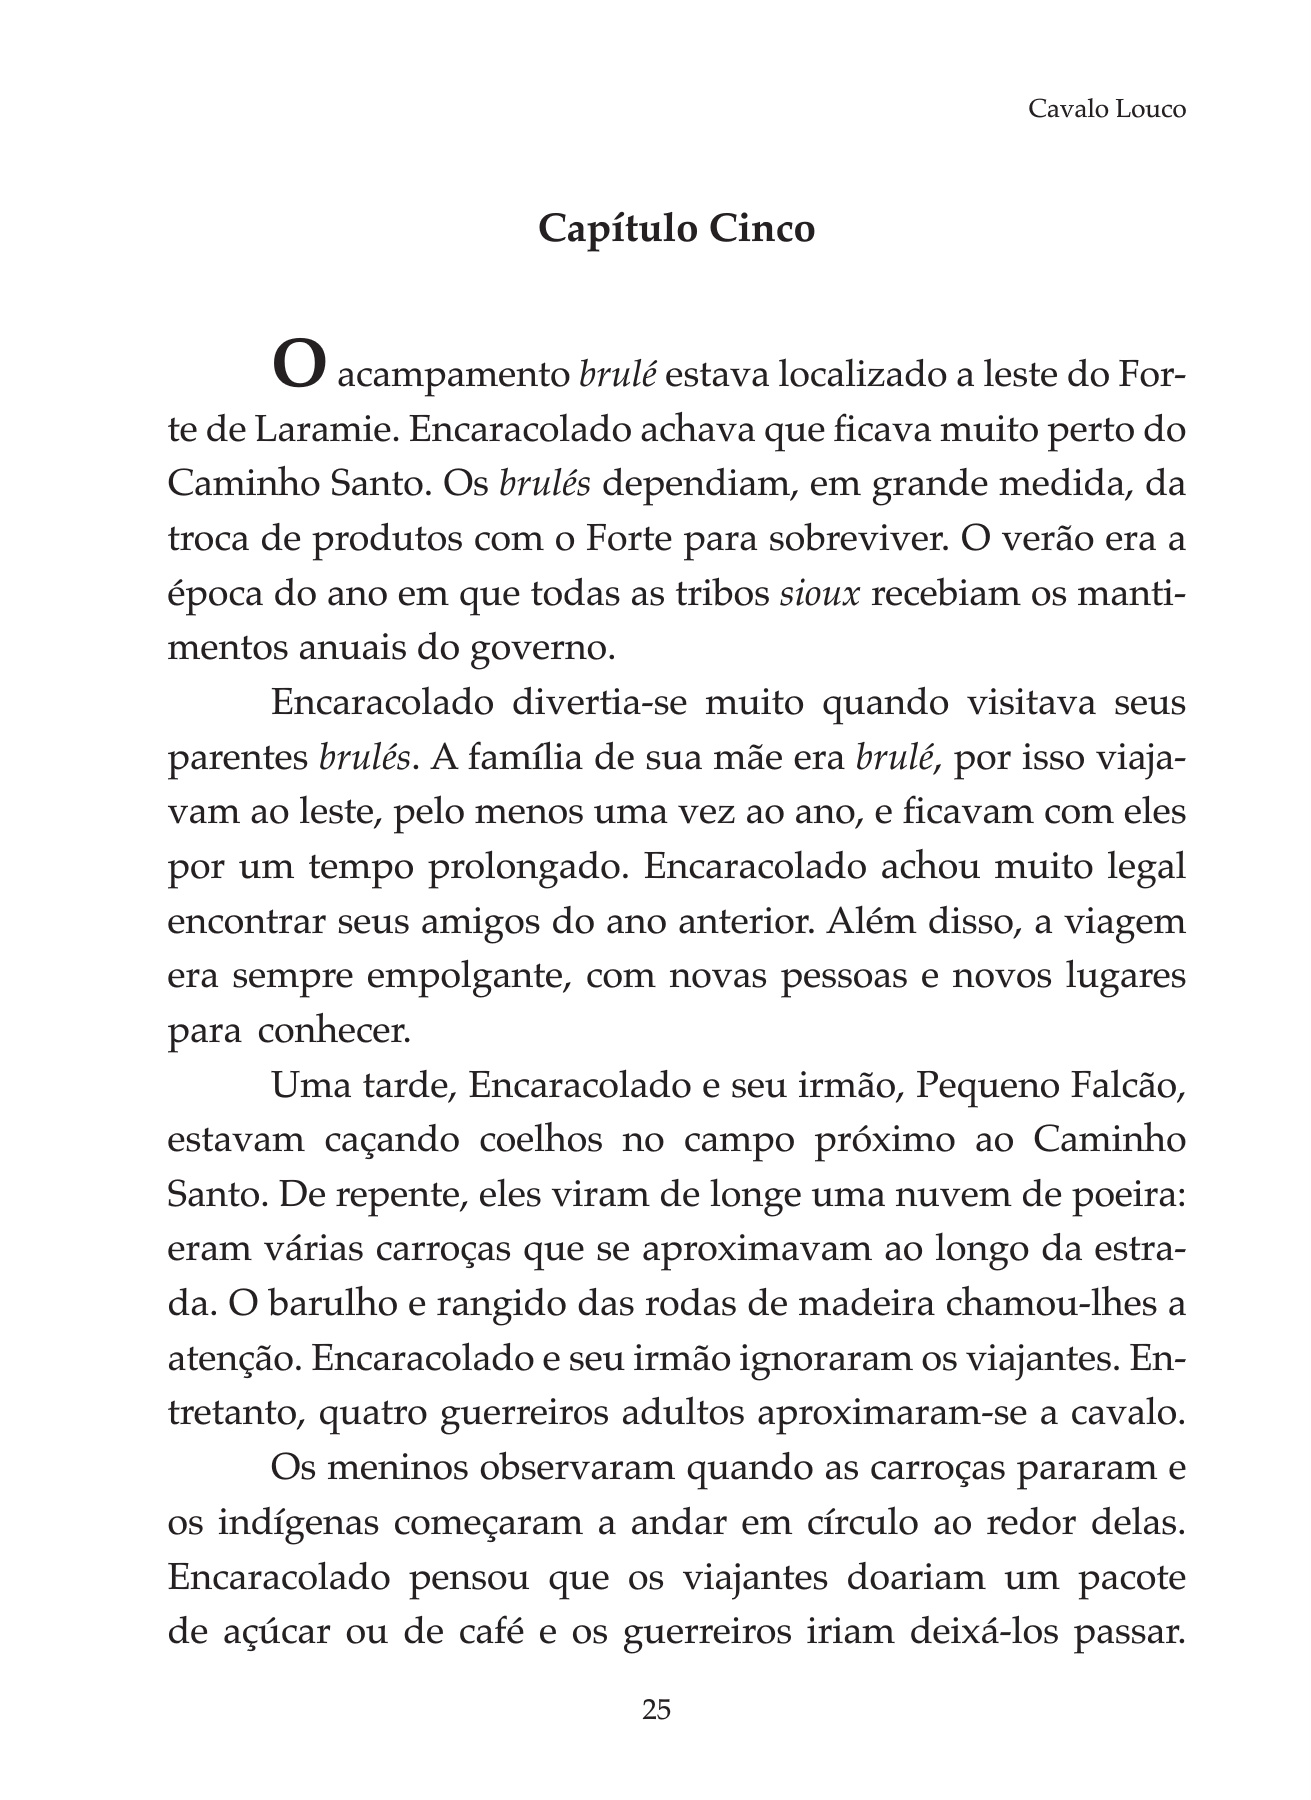 Cavalo Louco
Capítulo Cinco
O acampamento brulé estava localizado a leste do For-
te de Laramie. Encaracolado achava que ficava muito perto do
Caminho Santo. Os brulés dependiam, em grande medida, da
troca de produtos com o Forte para sobreviver. O verão era a
época do ano em que todas as tribos sioux recebiam os manti-
mentos anuais do governo.
Encaracolado divertia-se muito quando visitava seus
parentes brulés. A família de sua mãe era brulé, por isso viaja-
vam ao leste, pelo menos uma vez ao ano, e ficavam com eles
por um tempo prolongado. Encaracolado achou muito legal
encontrar seus amigos do ano anterior. Além disso, a viagem
era sempre empolgante, com novas pessoas e novos lugares
para conhecer.
Uma tarde, Encaracolado e seu irmão, Pequeno Falcão,
estavam caçando coelhos no campo próximo ao Caminho
Santo. De repente, eles viram de longe uma nuvem de poeira:
eram várias carroças que se aproximavam ao longo da estra-
da. O barulho e rangido das rodas de madeira chamou-lhes a
atenção. Encaracolado e seu irmão ignoraram os viajantes. En-
tretanto, quatro guerreiros adultos aproximaram-se a cavalo.
Os meninos observaram quando as carroças pararam e
os indígenas começaram a andar em círculo ao redor delas.
Encaracolado pensou que os viajantes doariam um pacote
de açúcar ou de café e os guerreiros iriam deixá-los passar.
25